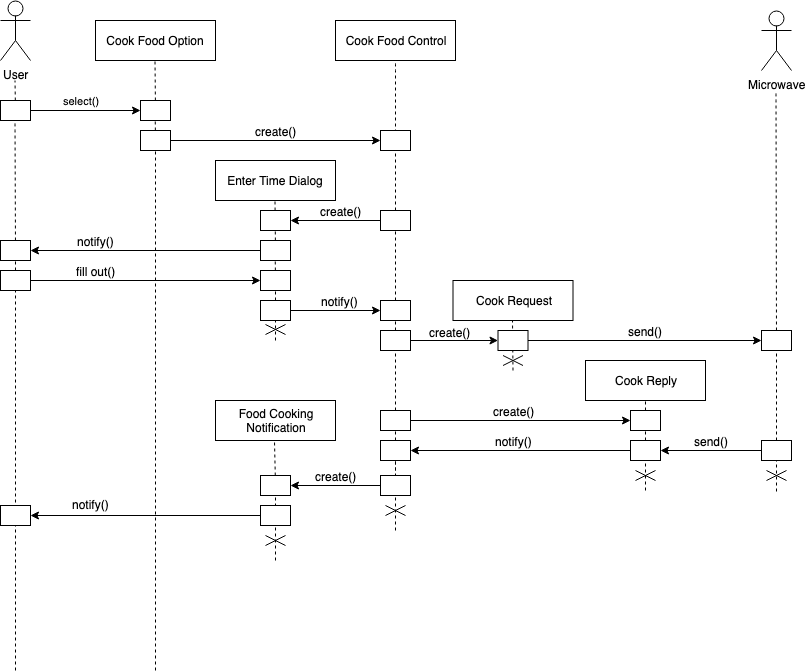 Cook Food Option
Cook Food Control
User
Microwave
select()
create()
Enter Time Dialog
create()
notify()
fill out()
Cook Request
notify()
create()
send()
Cook Reply
Food Cooking
Notification
create()
notify()
send()
create()
notify()